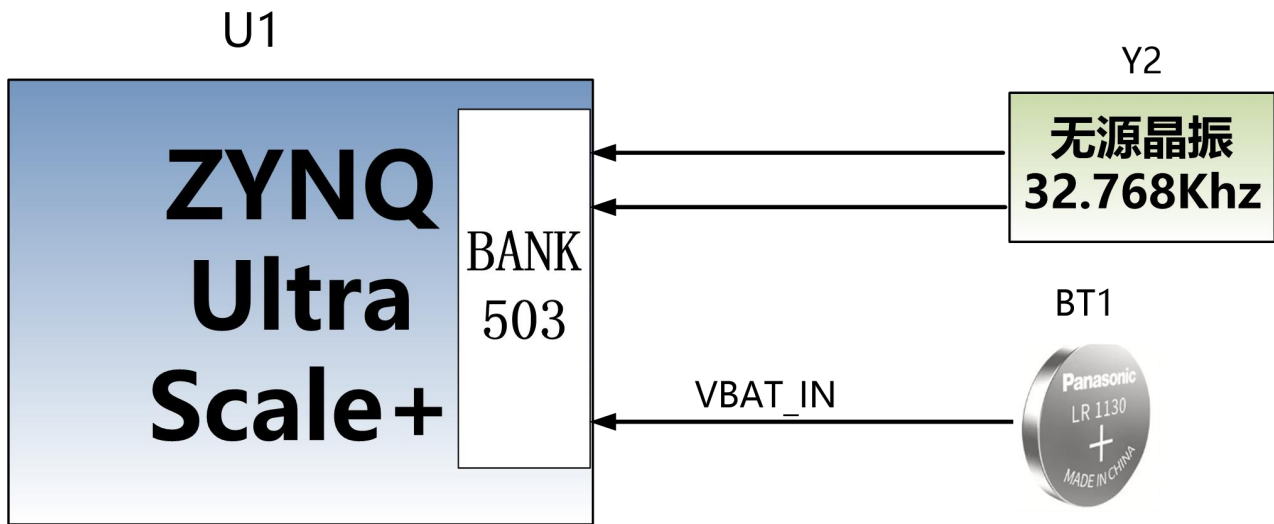 U1
ZYNQ
Ultra
Scale+
BANK
503
Y2
无源晶振
32.768Khz
BT1
VBAT_IN
Panasonic
LR 1130
MADE IN CHINA